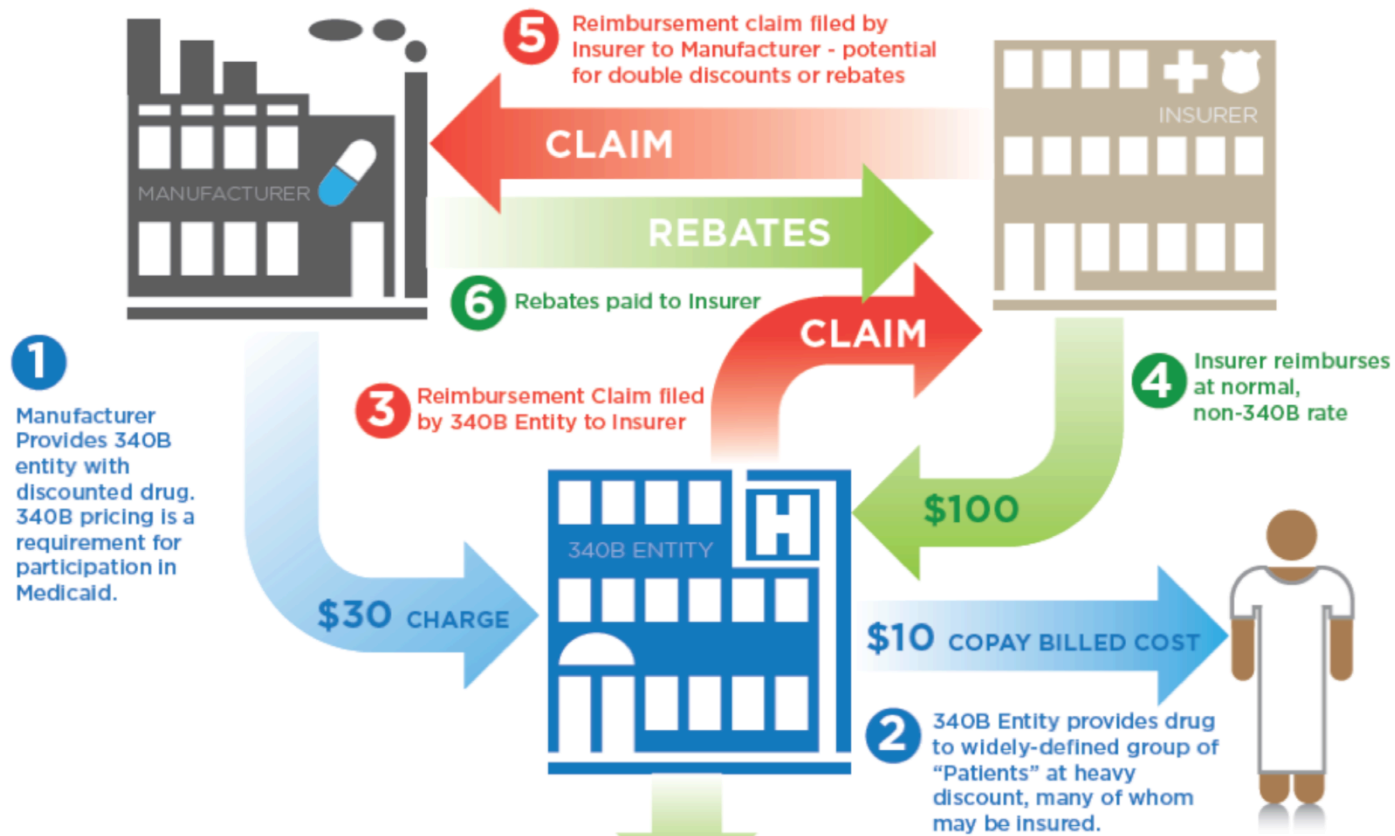 5
Reimbursement claim filed by
Insurer to Manufacturer - potential
for double discounts or rebates
INSURER
CLAIM
MANUFACTURER
REBATES
6
Rebates paid to Insurer
CLAIM
1
Manufacturer
Provides 340B
entity with
discounted drug.
340B pricing is a
requirement for
participation in
Medicaid.
3
Reimbursement Claim filed
by 340B Entity to Insurer
4
Insurer reimburses
at normal,
non-340B rate
$100
H
340B ENTITY
$30 CHARGE
$10 COPAY BILLED COST
2
340B Entity provides drug
to widely-defined group of
“Patients” at heavy
discount, many of whom
may be insured.